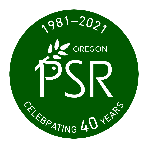 1981-2021
OREGON
PSR
CELEBRATING 40 YEARS